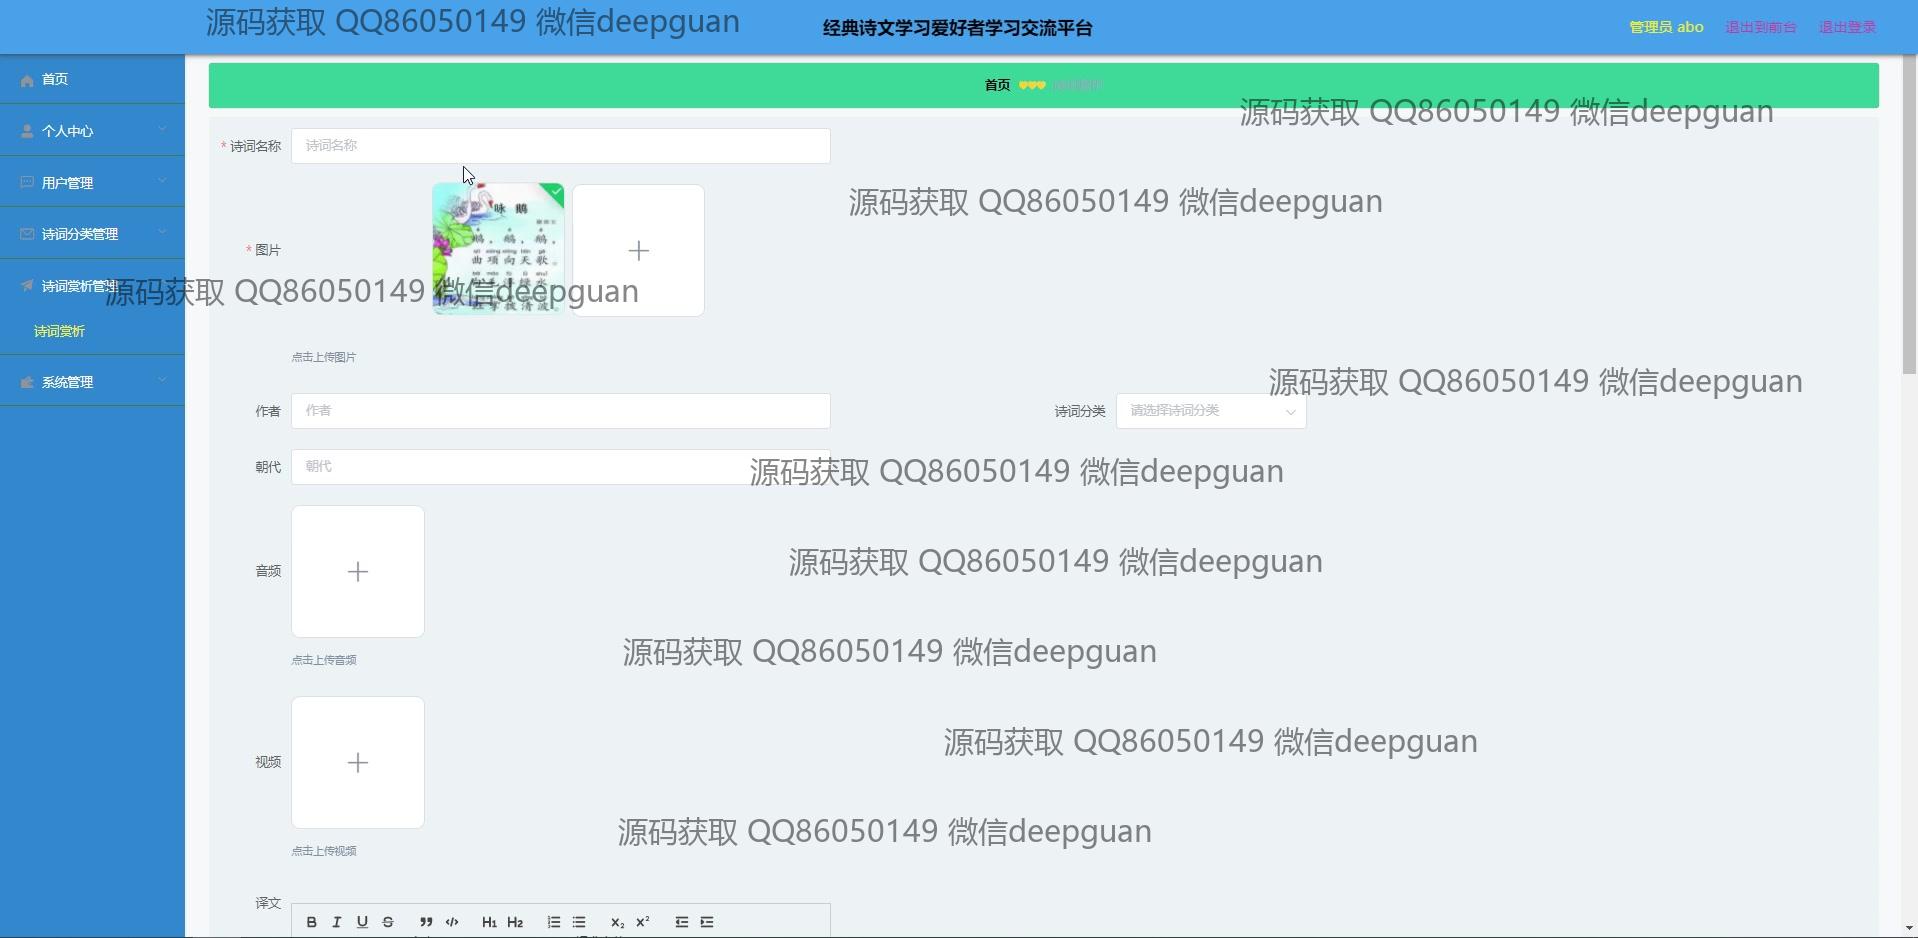 源码获取 QQ86050149 微信deepguan
经典诗文学习爱好者学习交流平台
管理员 abo
退出到前台
退出登录
首页
个人中心
用户管理
诗词分类管理
诗词赏析管理
诗词赏析
系统管理
首页
诗词赏析
源码获取 QQ86050149 微信deepguan
* 诗词名称
诗词名称
源码获取 QQ86050149 微信deepguan
* 图片
咏 鹅
鹅，鹅，鹅，
曲项向天歌。
源码获取 QQ86050149 微信deepguan
点击上传图片
源码获取 QQ86050149 微信deepguan
作者
作者
诗词分类
请选择诗词分类
朝代
朝代
源码获取 QQ86050149 微信deepguan
音频
源码获取 QQ86050149 微信deepguan
点击上传音频
源码获取 QQ86050149 微信deepguan
视频
源码获取 QQ86050149 微信deepguan
点击上传视频
源码获取 QQ86050149 微信deepguan
译文
B I U S H1 H2 X2 X2